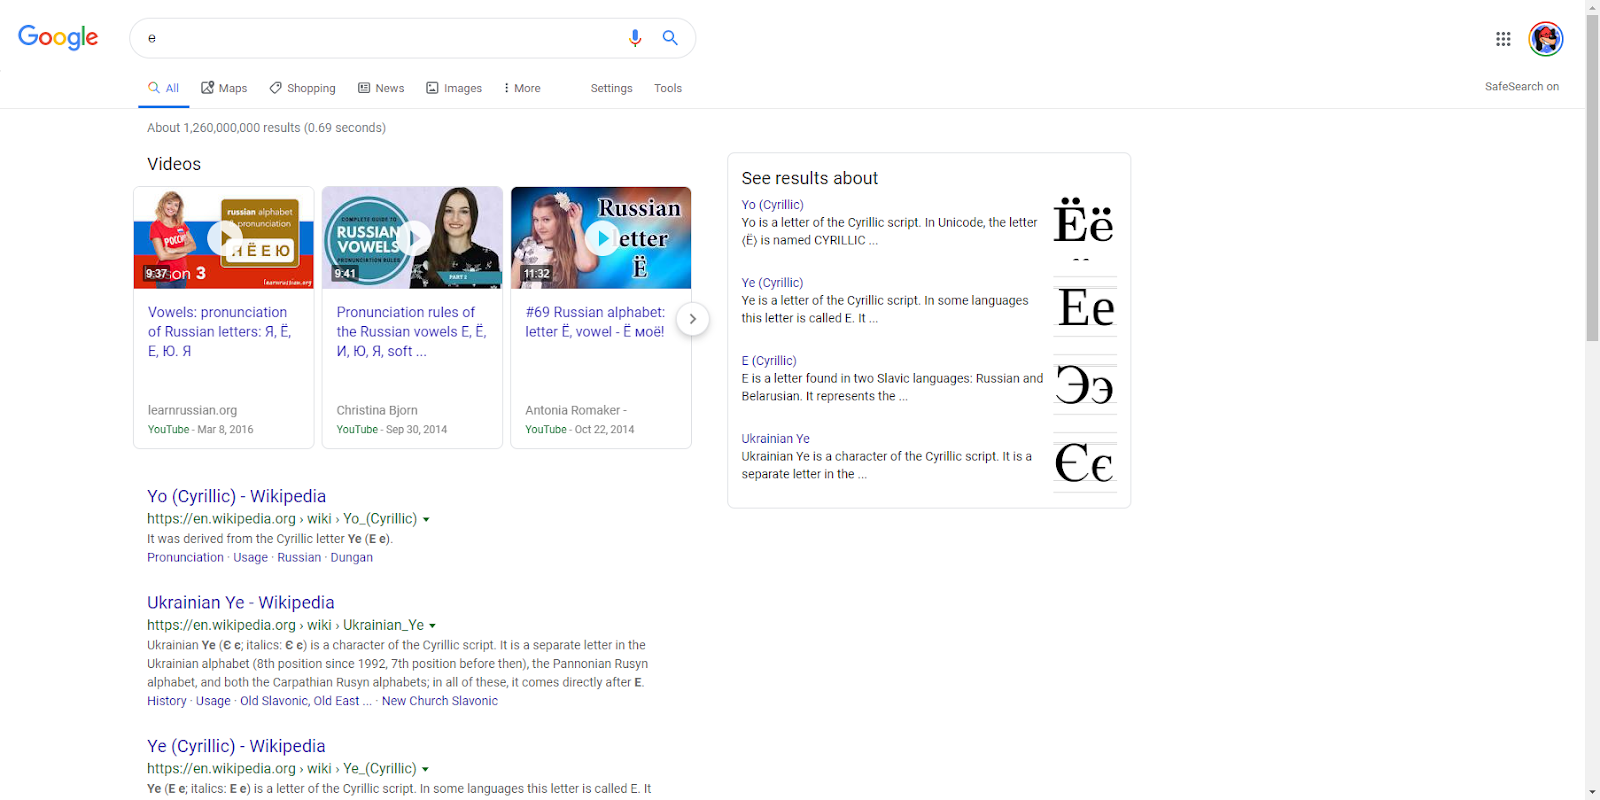 Google
е
All
Maps
Shopping
News
Images
More
Settings
Tools
SafeSearch on
About 1,260,000,000 results (0.69 seconds)
Videos
russian alphabet
pronunciation
Я Ё Е Ю
РОСС
9:37
on 3
learnrussian.org
Vowels: pronunciation
of Russian letters: Я, Ё,
Е, Ю. Я
learnrussian.org
YouTube - Mar 8, 2016
COMPLETE GUIDE TO
RUSSIAN
VOWELS
PRONUNCIATION RULES
PART 2
9:41
Pronunciation rules of
the Russian vowels Е, Ё,
И, Ю, Я, soft ...
Christina Bjorn
YouTube - Sep 30, 2014
Russian
letter
Ё
11:32
#69 Russian alphabet:
letter Ё, vowel - Ё моё!
Antonia Romaker -
YouTube - Oct 22, 2014
See results about
Yo (Cyrillic)
Yo is a letter of the Cyrillic script. In Unicode, the letter
⟨Ё⟩ is named CYRILLIC ...
Ёё
Ye (Cyrillic)
Ye is a letter of the Cyrillic script. In some languages
this letter is called E. It ...
Ее
E (Cyrillic)
E is a letter found in two Slavic languages: Russian and
Belarusian. It represents the ...
Ээ
Ukrainian Ye
Ukrainian Ye is a character of the Cyrillic script. It is a
separate letter in the ...
Єє
Yo (Cyrillic) - Wikipedia
https://en.wikipedia.org › wiki › Yo_(Cyrillic)
It was derived from the Cyrillic letter Ye (Е е).
Pronunciation · Usage · Russian · Dungan
Ukrainian Ye - Wikipedia
https://en.wikipedia.org › wiki › Ukrainian_Ye
Ukrainian Ye (Є є; italics: Є є) is a character of the Cyrillic script. It is a separate letter in the
Ukrainian alphabet (8th position since 1992, 7th position before then), the Pannonian Rusyn
alphabet, and both the Carpathian Rusyn alphabets; in all of these, it comes directly after Е.
History · Usage · Old Slavonic, Old East ... · New Church Slavonic
Ye (Cyrillic) - Wikipedia
https://en.wikipedia.org › wiki › Ye_(Cyrillic)
Ye (Е е; italics: Е е) is a letter of the Cyrillic script. In some languages this letter is called E. It